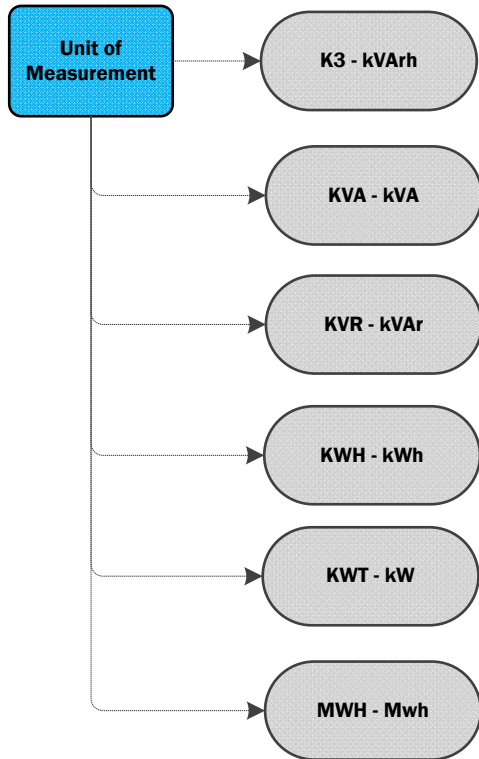 Unit of
Measurement
K3 - kVArh
KVA - kVA
KVR - kVAr
KWH - kWh
KWT - kW
MWH - Mwh